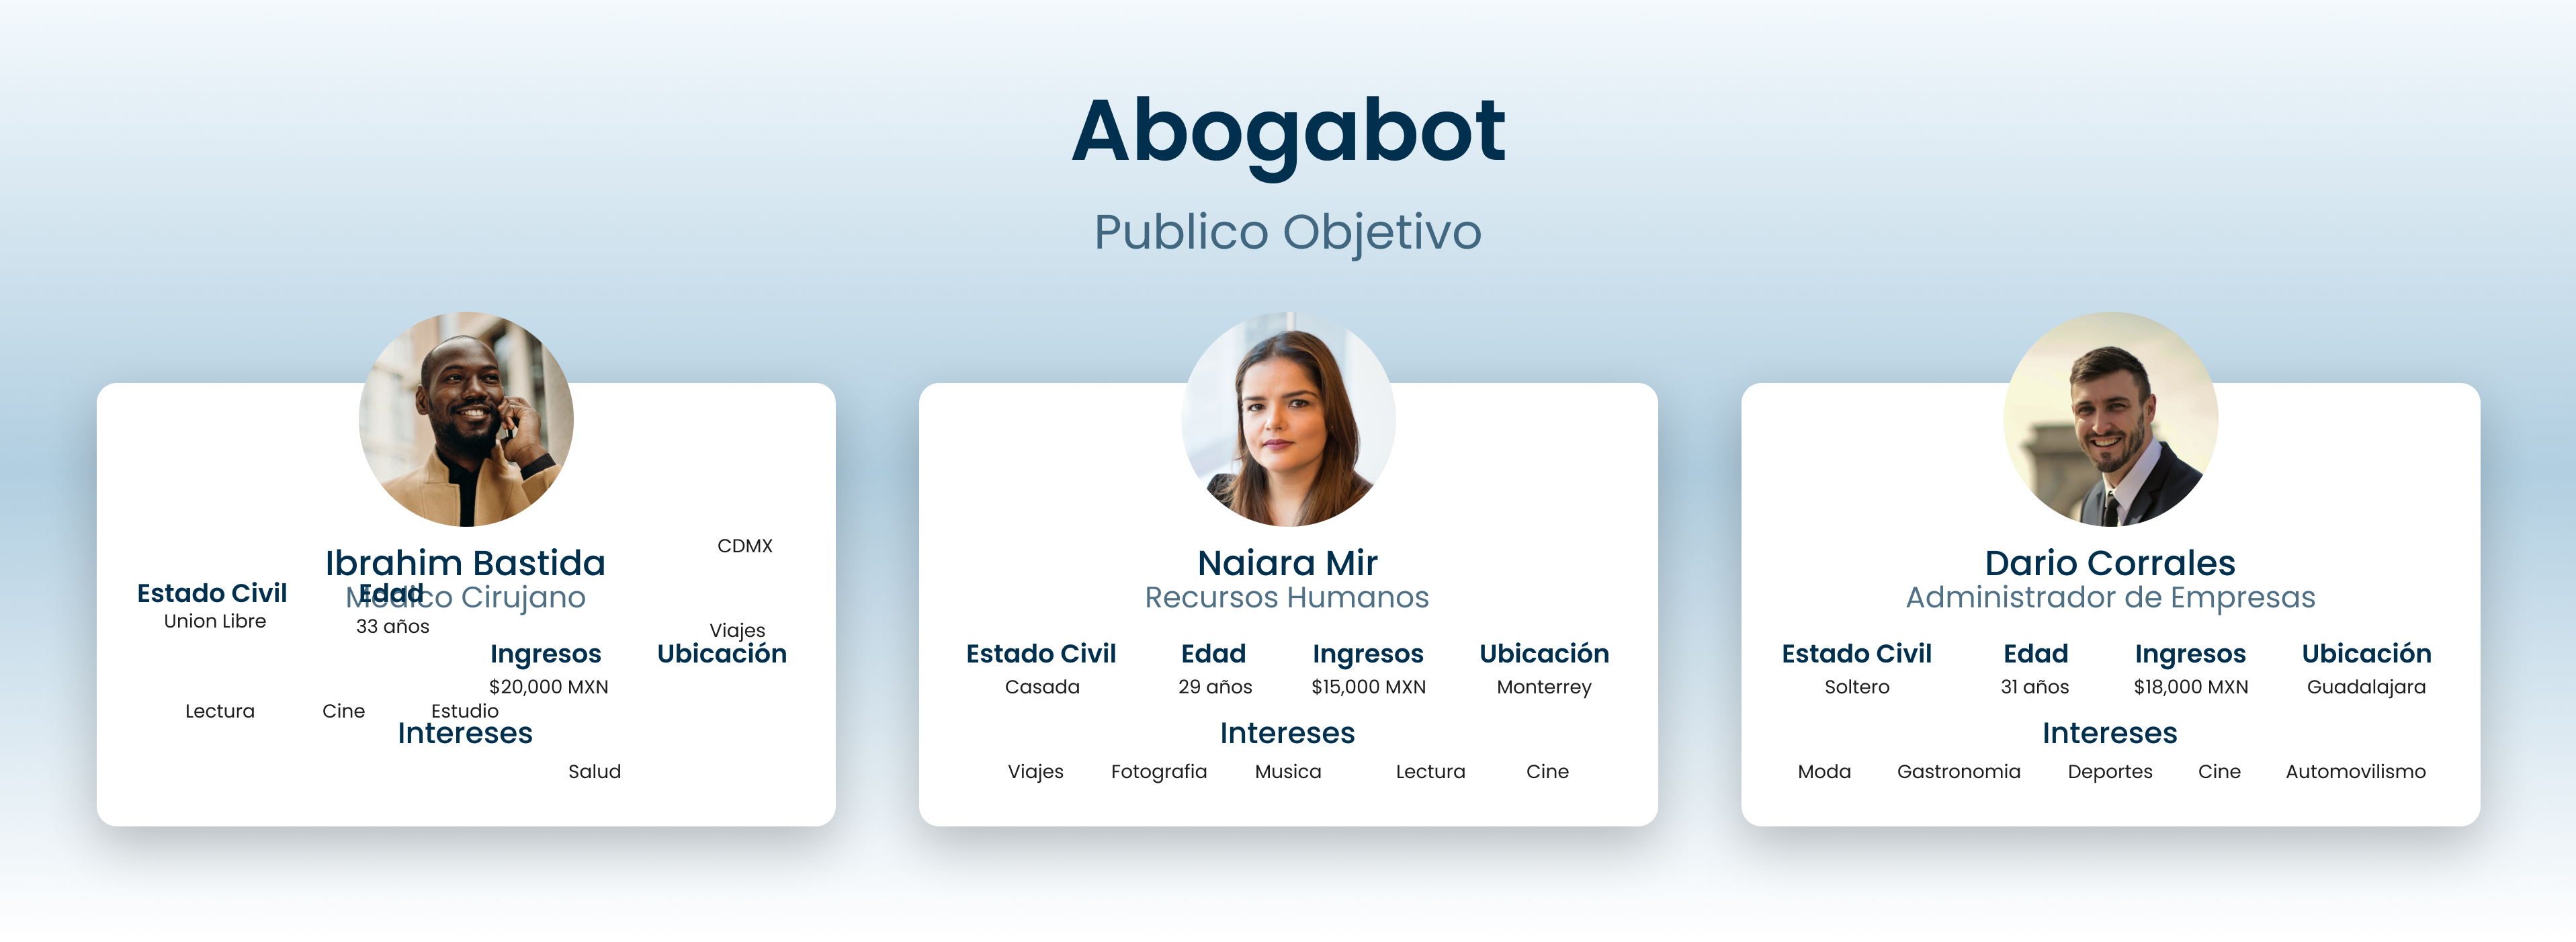 Abogabot
Publico Objetivo
Ibrahim Bastida
Médico Cirujano
CDMX
Estado Civil
Edad
Union Libre
33 años
Viajes
Ingresos
Ubicación
$20,000 MXN
Lectura
Cine
Estudio
Intereses
Salud
Naiara Mir
Recursos Humanos
Estado Civil Edad Ingresos Ubicación
Casada 29 años $15,000 MXN Monterrey
Intereses
Viajes Fotografia Musica Lectura Cine
Dario Corrales
Administrador de Empresas
Estado Civil Edad Ingresos Ubicación
Soltero 31 años $18,000 MXN Guadalajara
Intereses
Moda Gastronomia Deportes Cine Automovilismo